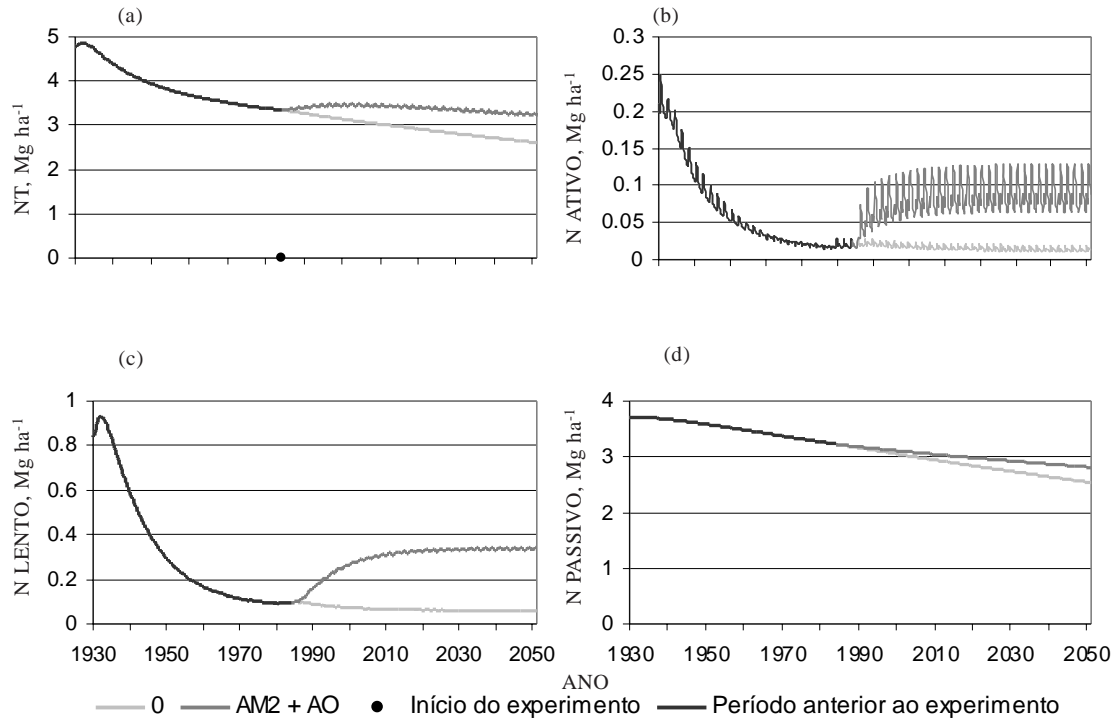 (a)
NT, Mg ha-1
5
4
3
2
1
0
(b)
N ATIVO, Mg ha-1
0.3
0.25
0.2
0.15
0.1
0.05
0
(c)
N LENTO, Mg ha-1
1
0.8
0.6
0.4
0.2
0
1930 1950 1970 1990 2010 2030 2050
(d)
N PASSIVO, Mg ha-1
4
3
2
1
0
1930 1950 1970 1990 2010 2030 2050
ANO
0 AM2 + AO Início do experimento Período anterior ao experimento